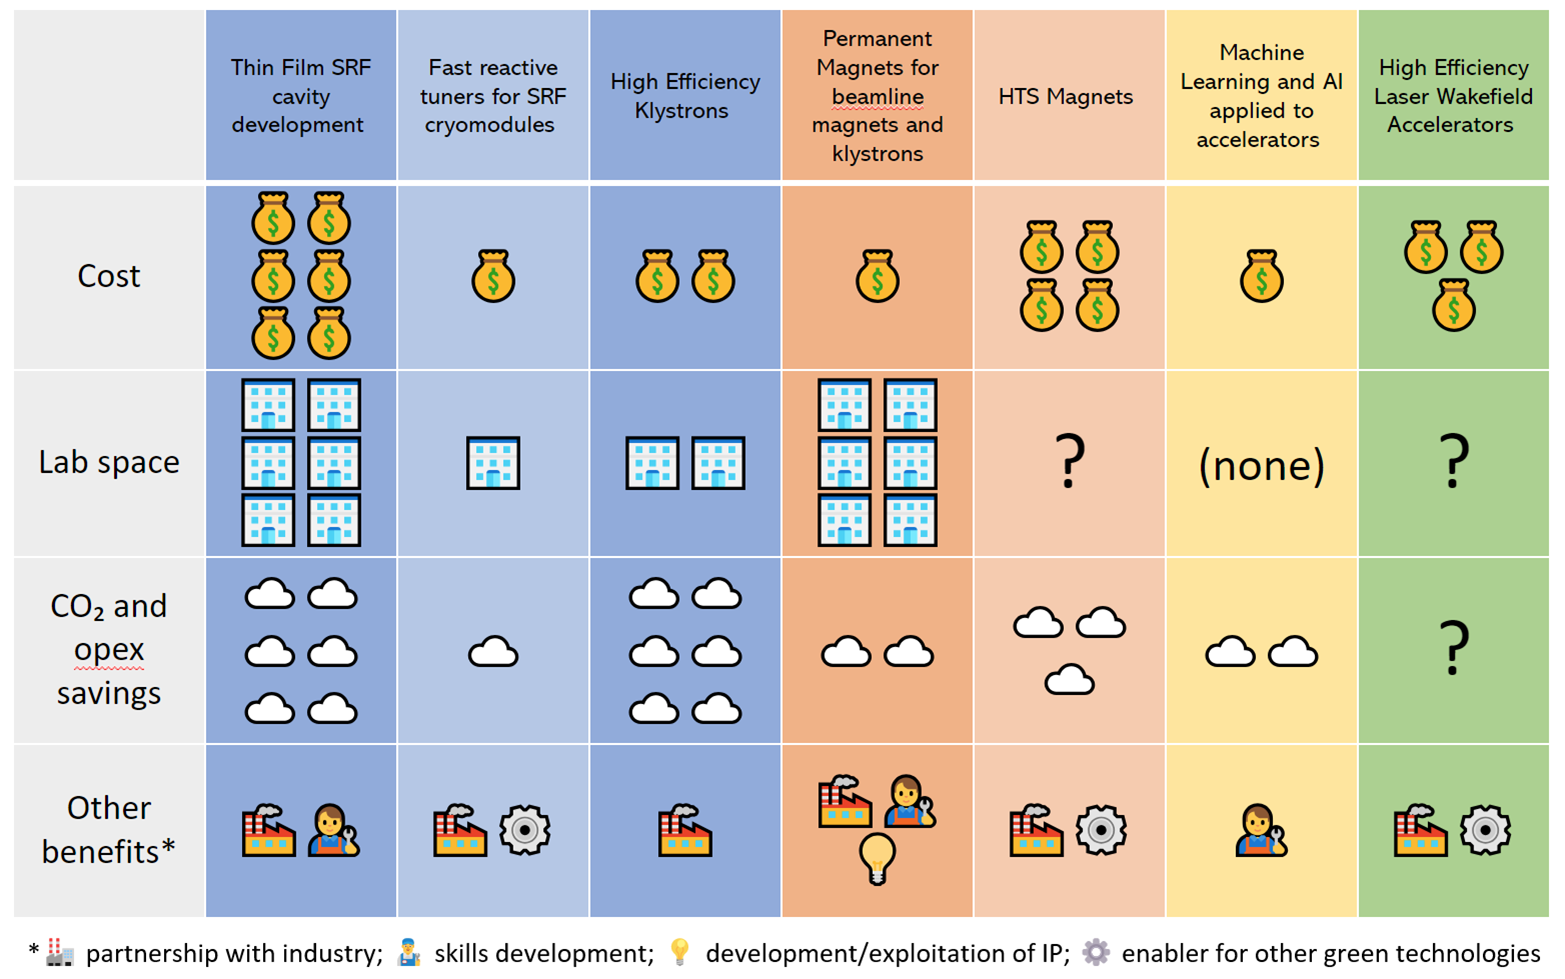 Thin Film SRF
cavity
development
Fast reactive
tuners for SRF
cryomodules
High Efficiency
Klystrons
Permanent
Magnets for
beamline
magnets and
klystrons
HTS Magnets
Machine
Learning and AI
applied to
accelerators
High Efficiency
Laser Wakefield
Accelerators
Cost
$ $ $ $ $ $
$
$ $
$
$ $ $ $
$
$ $ $
Lab space
?
(none)
?
CO₂ and
opex
savings
?
Other
benefits*
* partnership with industry; skills development; development/exploitation of IP; enabler for other green technologies